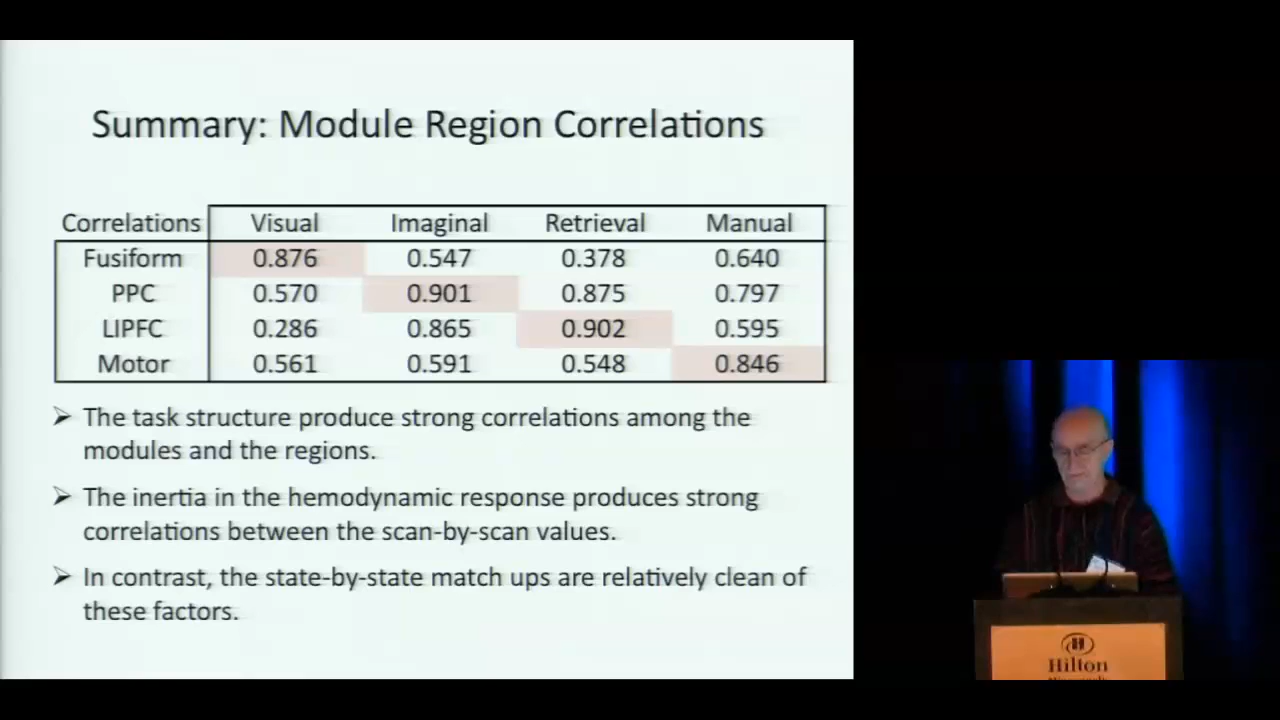 Summary: Module Region Correlations
Correlations Visual Imaginal Retrieval Manual
Fusiform 0.876 0.547 0.378 0.640
PPC 0.570 0.901 0.875 0.797
LIPFC 0.286 0.865 0.902 0.595
Motor 0.561 0.591 0.548 0.846
➢ The task structure produce strong correlations among the
modules and the regions.
➢ The inertia in the hemodynamic response produces strong
correlations between the scan-by-scan values.
➢ In contrast, the state-by-state match ups are relatively clean of
these factors.
H
Hilton